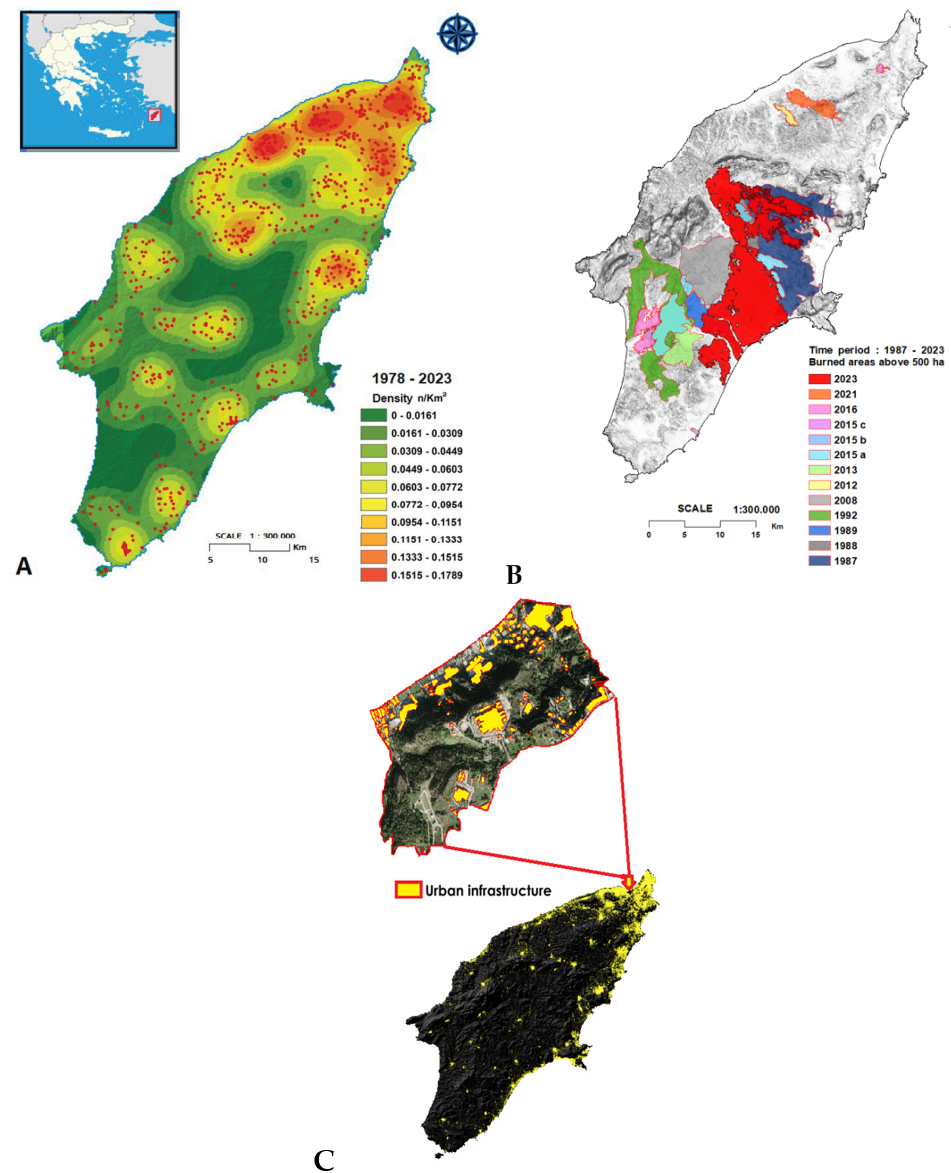 1978 - 2023
Density n/Km2
0 - 0.0161
0.0161 - 0.0309
0.0309 - 0.0449
0.0449 - 0.0603
0.0603 - 0.0772
0.0772 - 0.0954
0.0954 - 0.1151
0.1151 - 0.1333
0.1333 - 0.1515
0.1515 - 0.1789
SCALE 1 : 300.000
Km
5 10 15
A
Time period : 1987 - 2023
Burned areas above 500 ha
2023
2021
2016
2015 c
2015 b
2015 a
2013
2012
2008
1992
1989
1988
1987
SCALE 1:300.000
Km
0 5 10 15
B
Urban infrastructure
C